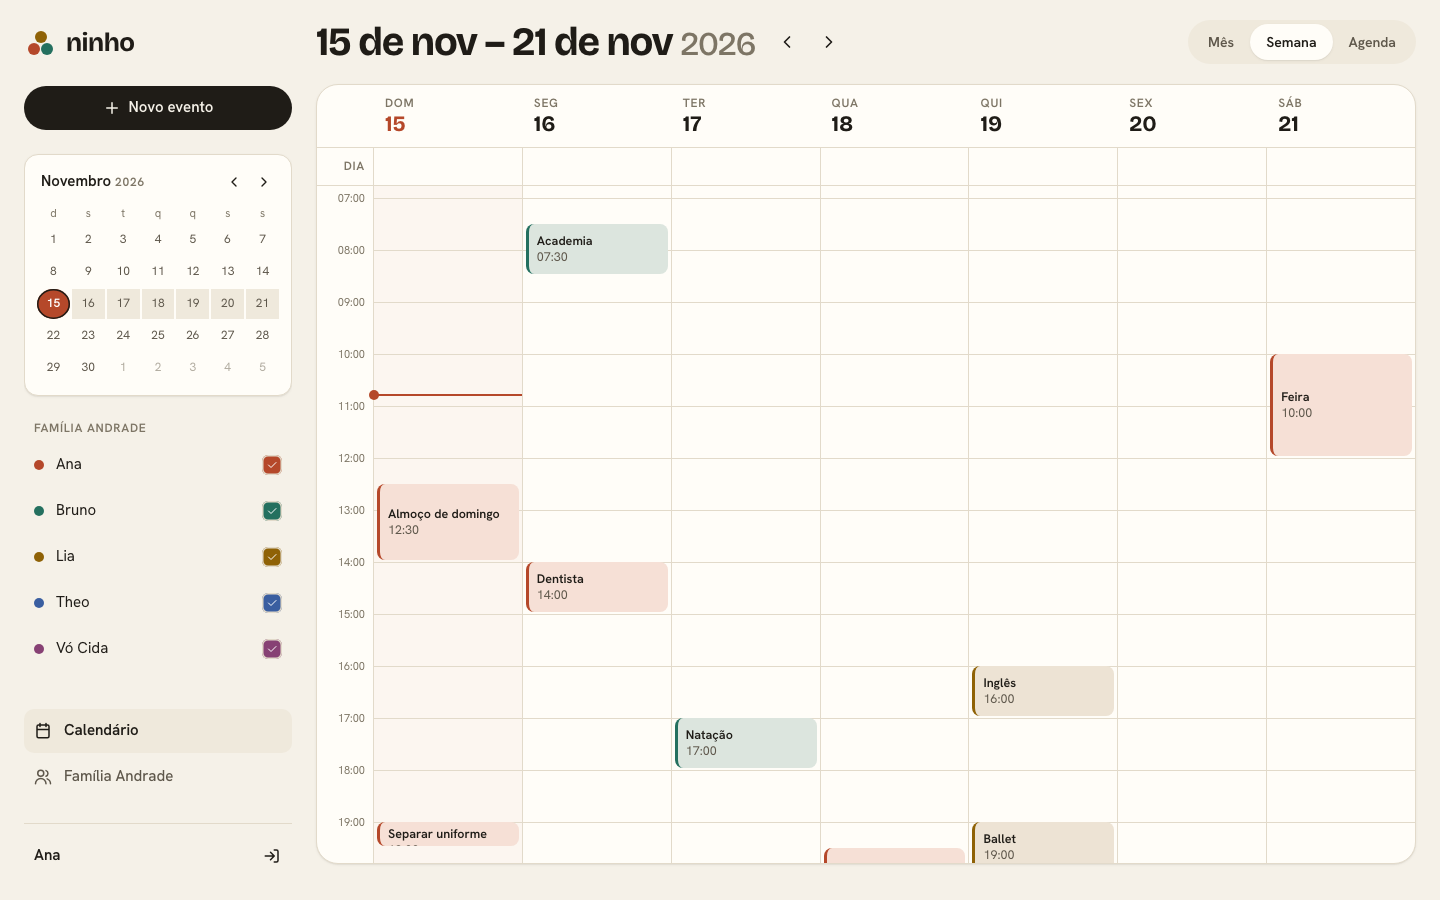 ninho
15 de nov – 21 de nov 2026
Mês
Semana
Agenda
Novo evento
Novembro 2026
d s t q q s s
1 2 3 4 5 6 7
8 9 10 11 12 13 14
15 16 17 18 19 20 21
22 23 24 25 26 27 28
29 30 1 2 3 4 5
FAMÍLIA ANDRADE
Ana
Bruno
Lia
Theo
Vó Cida
Calendário
Família Andrade
Ana
DOM SEG TER QUA QUI SEX SÁB
15 16 17 18 19 20 21
DIA
07:00
Academia
07:30
08:00
09:00
10:00
Feira
10:00
11:00
12:00
Almoço de domingo
12:30
13:00
14:00
Dentista
14:00
15:00
16:00
Inglês
16:00
17:00
Natação
17:00
18:00
19:00
Separar uniforme
Ballet
19:00